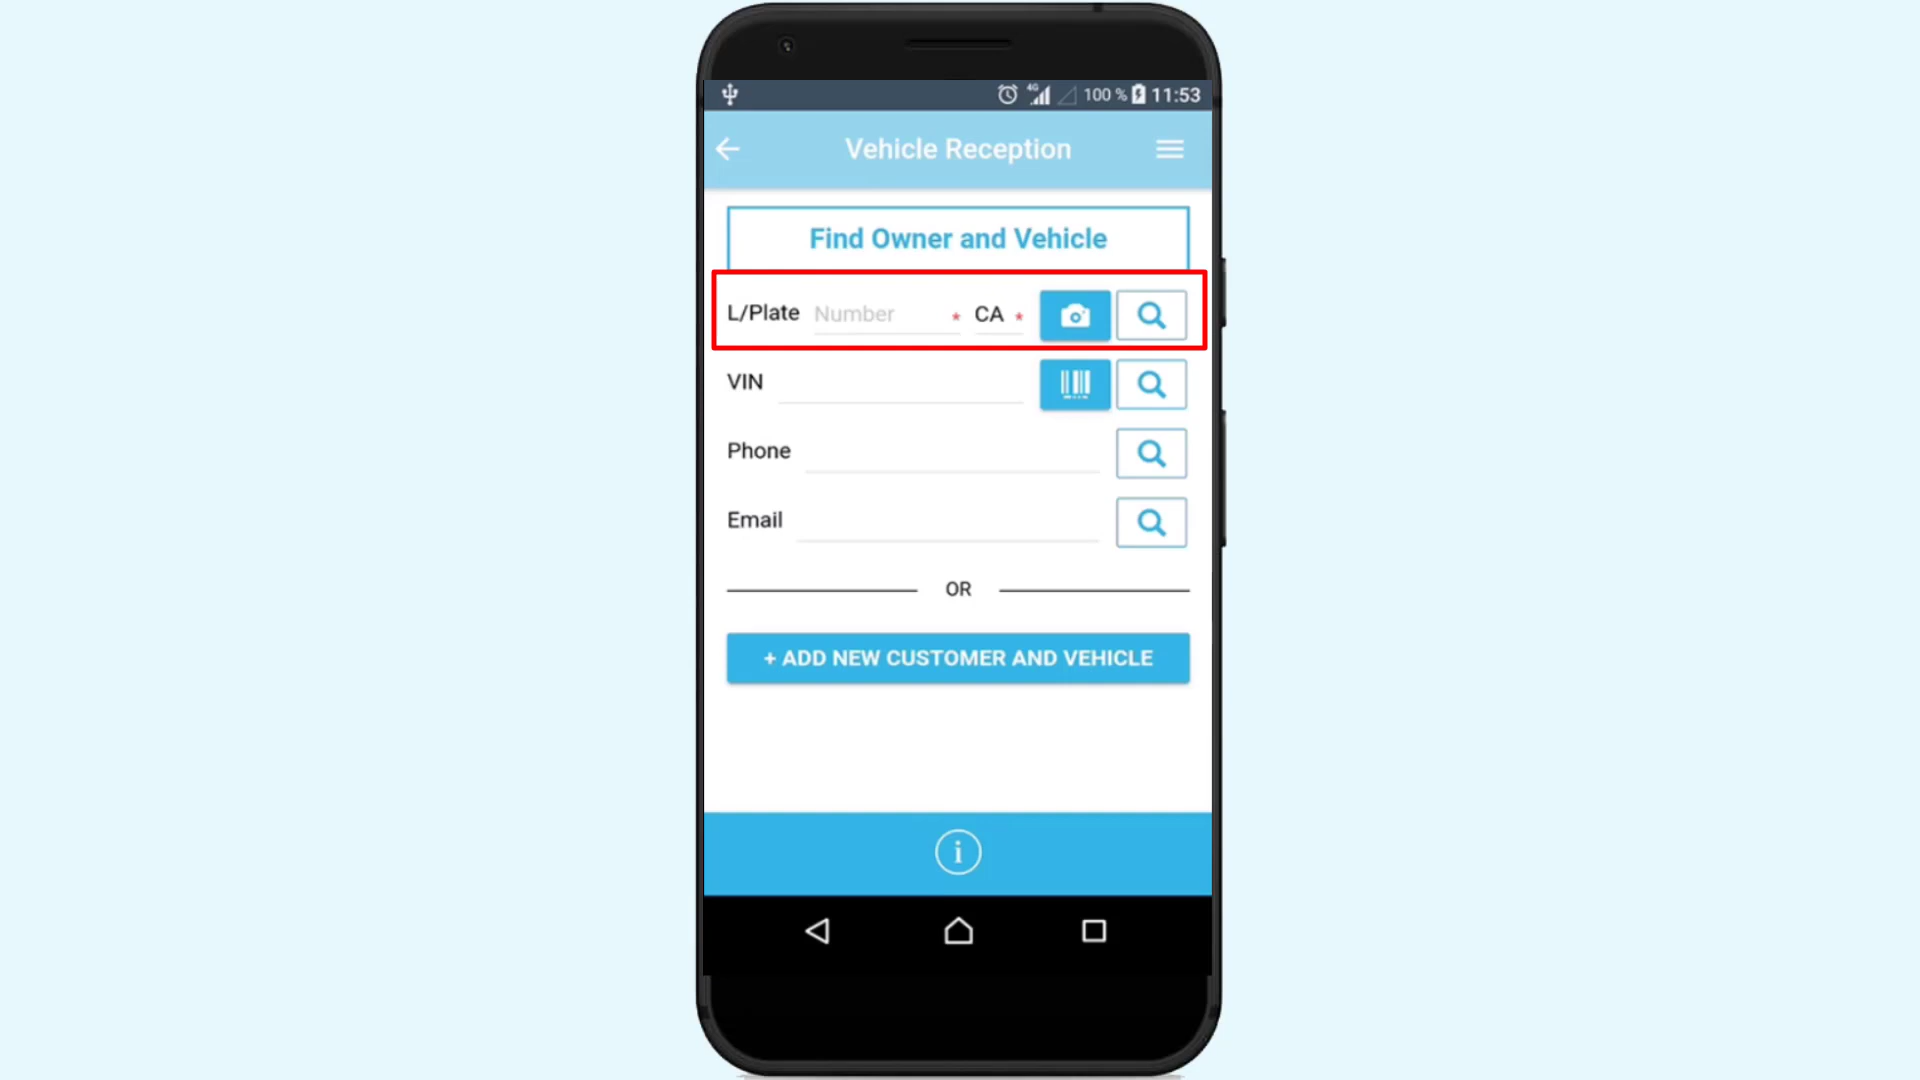 4G 100 % 11:53
Vehicle Reception
Find Owner and Vehicle
L/Plate Number * CA *
VIN
Phone
Email
OR
+ ADD NEW CUSTOMER AND VEHICLE
i